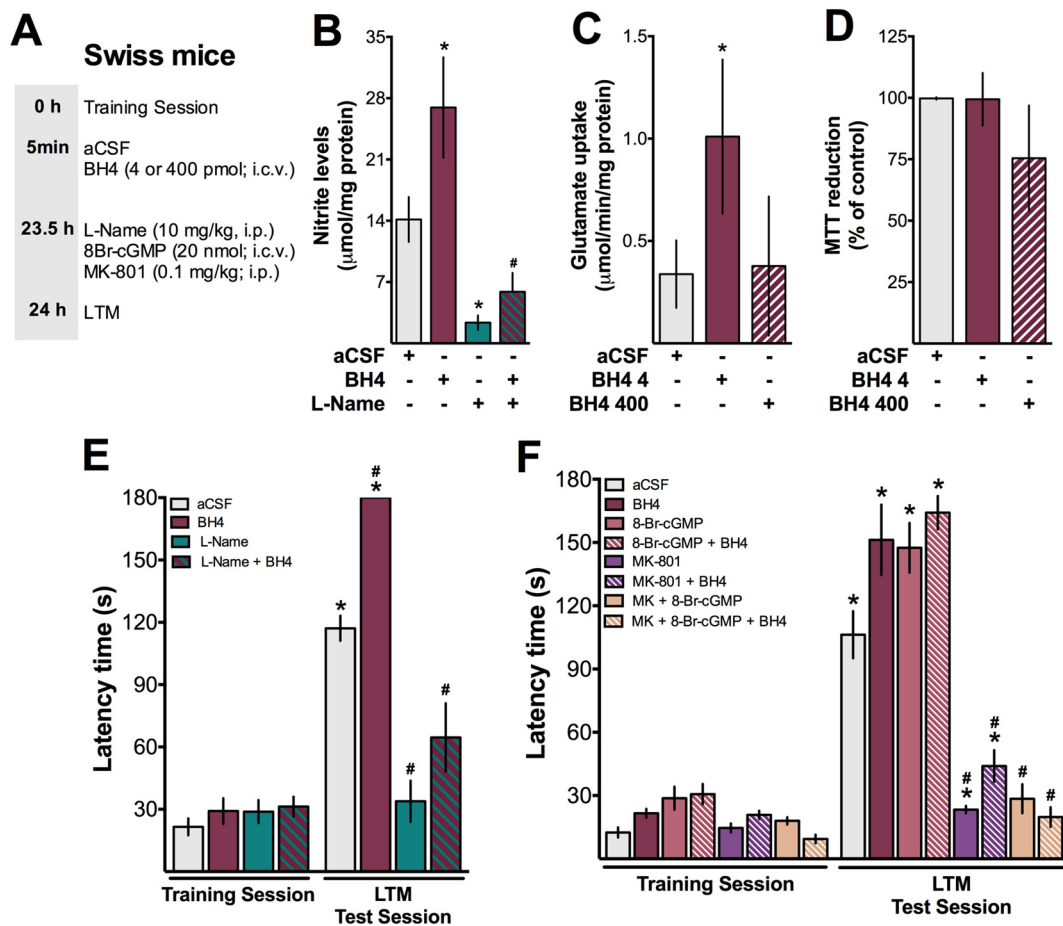 A
Swiss mice
0 h Training Session
5min aCSF
BH4 (4 or 400 pmol; i.c.v.)
23.5 h L-Name (10 mg/kg, i.p.)
8Br-cGMP (20 nmol; i.c.v.)
MK-801 (0.1 mg/kg; i.p.)
24 h LTM
B
Nitrite levels
(µmol/mg protein)
35
28
21
14
7
*
*
#
aCSF + - - -
BH4 - + - +
L-Name - - + +
C
Glutamate uptake
(µmol/min/mg protein)
1.5
1.0
0.5
*
aCSF + - -
BH4 4 - + -
BH4 400 - - +
D
MTT reduction
(% of control)
125
100
75
50
25
aCSF + - -
BH4 4 - + -
BH4 400 - - +
E
Latency time (s)
180
150
120
90
60
30
aCSF
BH4
L-Name
L-Name + BH4
*
#
*
#
#
Training Session
LTM
Test Session
F
Latency time (s)
180
150
120
90
60
30
aCSF
BH4
8-Br-cGMP
8-Br-cGMP + BH4
MK-801
MK-801 + BH4
MK + 8-Br-cGMP
MK + 8-Br-cGMP + BH4
*
*
*
*
#
*
#
*
#
#
Training Session
LTM
Test Session